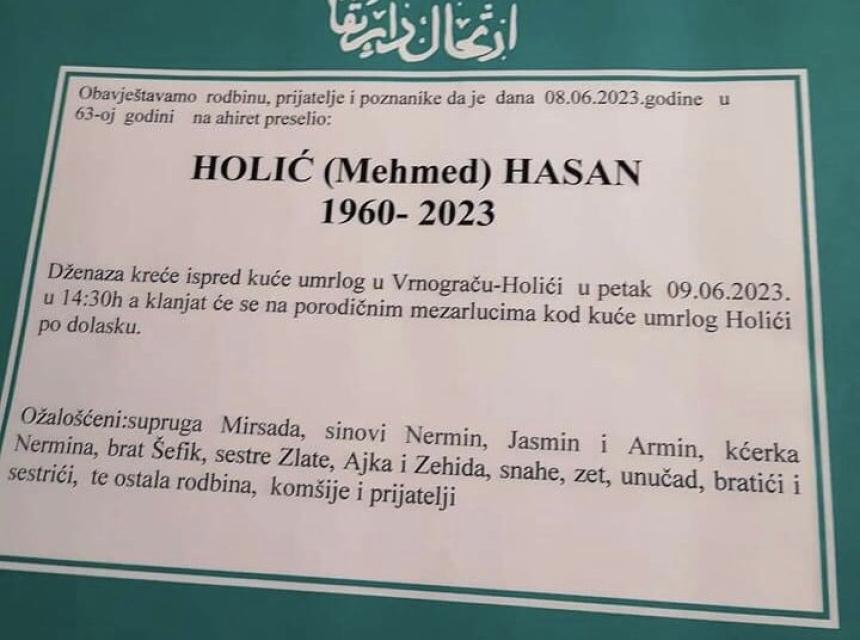 ارتحال دار بقا
Obavještavamo rodbinu, prijatelje i poznanike da je dana 08.06.2023.godine u
63-oj godini na ahiret preselio:
HOLIĆ (Mehmed) HASAN
1960- 2023
Dženaza kreće ispred kuće umrlog u Vrnograču-Holići u petak 09.06.2023.
u 14:30h a klanjat će se na porodičnim mezarlucima kod kuće umrlog Holići
po dolasku.
Ožalošćeni:supruga Mirsada, sinovi Nermin, Jasmin i Armin, kćerka
Nermina, brat Šefik, sestre Zlate, Ajka i Zehida, snahe, zet, unučad, bratići i
sestrići, te ostala rodbina, komšije i prijatelji